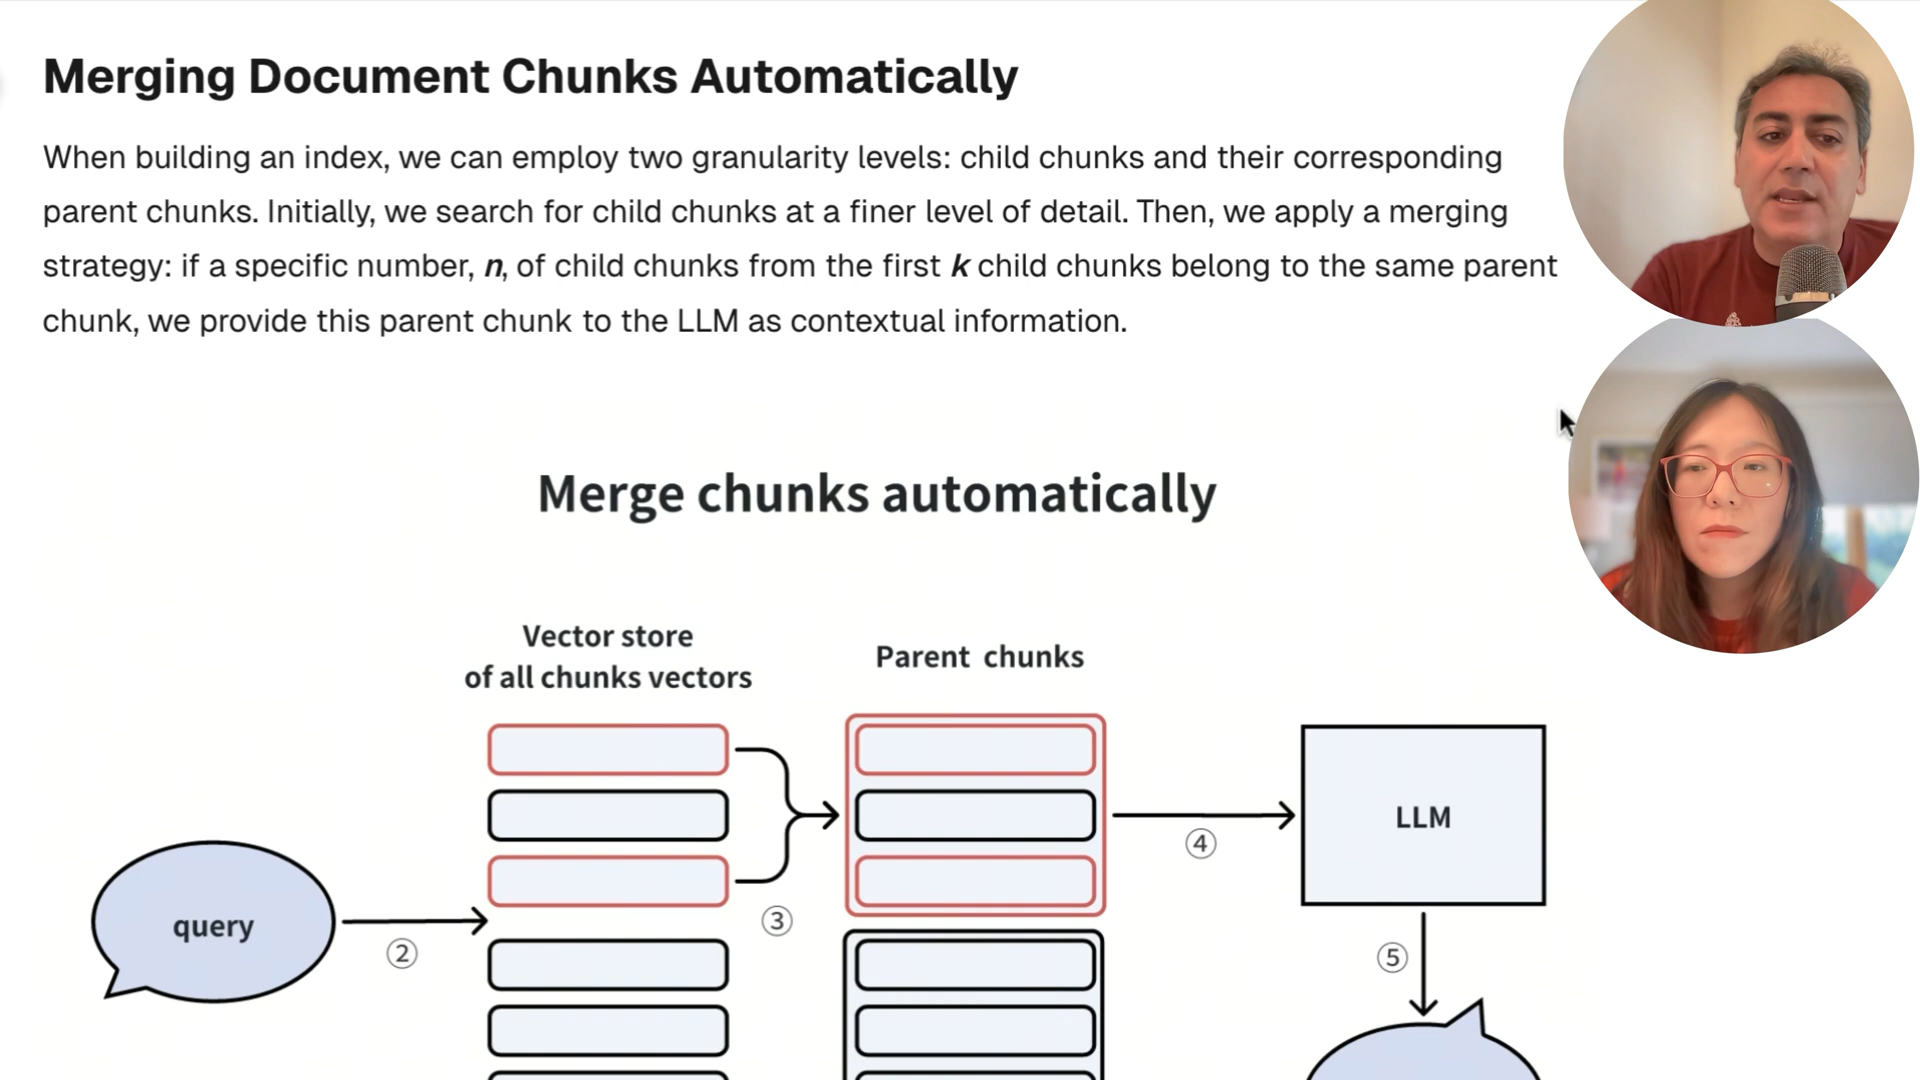 Merging Document Chunks Automatically
When building an index, we can employ two granularity levels: child chunks and their corresponding
parent chunks. Initially, we search for child chunks at a finer level of detail. Then, we apply a merging
strategy: if a specific number, n, of child chunks from the first k child chunks belong to the same parent
chunk, we provide this parent chunk to the LLM as contextual information.
Merge chunks automatically
Vector store
of all chunks vectors
Parent chunks
query
②
③
④
LLM
⑤